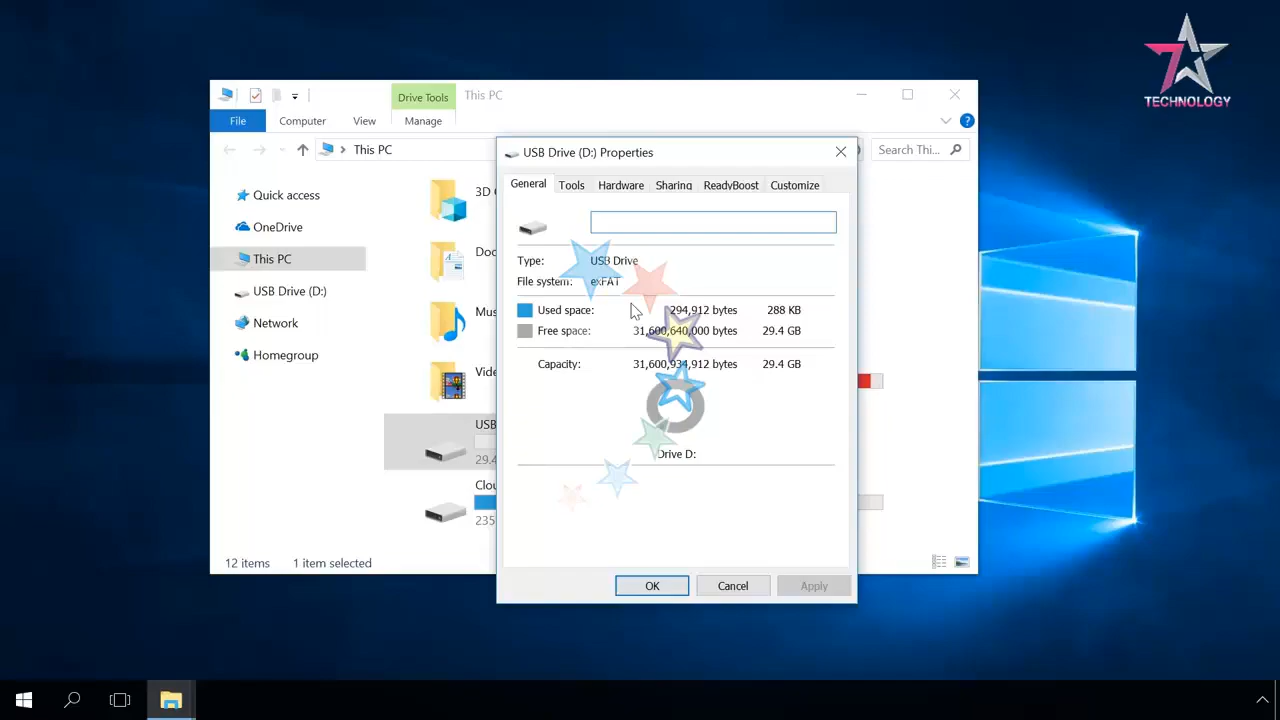 7
TECHNOLOGY
Drive Tools
This PC
File
Computer
View
Manage
?
This PC
Search Thi...
USB Drive (D:) Properties
General
Tools
Hardware
Sharing
ReadyBoost
Customize
Quick access
OneDrive
This PC
USB Drive (D:)
Network
Homegroup
3D
Doc
Mus
Vide
USB
29.4
Clou
235
Type:
USB Drive
File system:
exFAT
Used space:
294,912 bytes
288 KB
Free space:
31,600,640,000 bytes
29.4 GB
Capacity:
31,600,934,912 bytes
29.4 GB
Drive D:
12 items
1 item selected
OK
Cancel
Apply